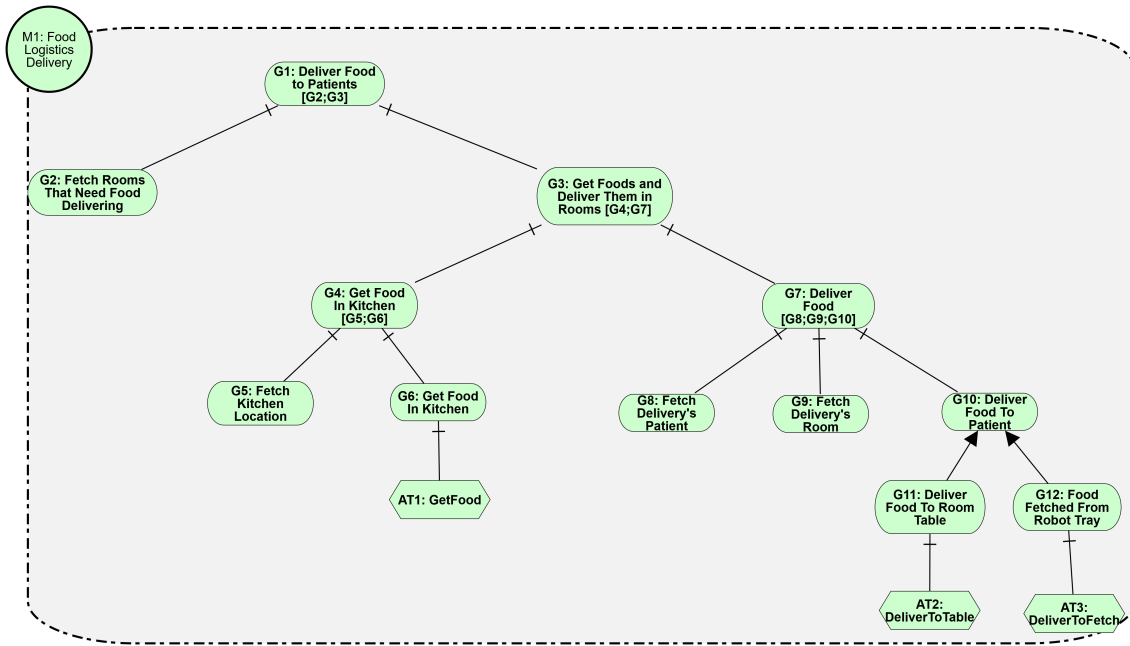 M1: Food
Logistics
Delivery
G1: Deliver Food
to Patients
[G2;G3]
G2: Fetch Rooms
That Need Food
Delivering
G3: Get Foods and
Deliver Them in
Rooms [G4;G7]
G4: Get Food
In Kitchen
[G5;G6]
G7: Deliver
Food
[G8;G9;G10]
G5: Fetch
Kitchen
Location
G6: Get Food
In Kitchen
G8: Fetch
Delivery's
Patient
G9: Fetch
Delivery's
Room
G10: Deliver
Food To
Patient
AT1: GetFood
G11: Deliver
Food To Room
Table
G12: Food
Fetched From
Robot Tray
AT2:
DeliverToTable
AT3:
DeliverToFetch